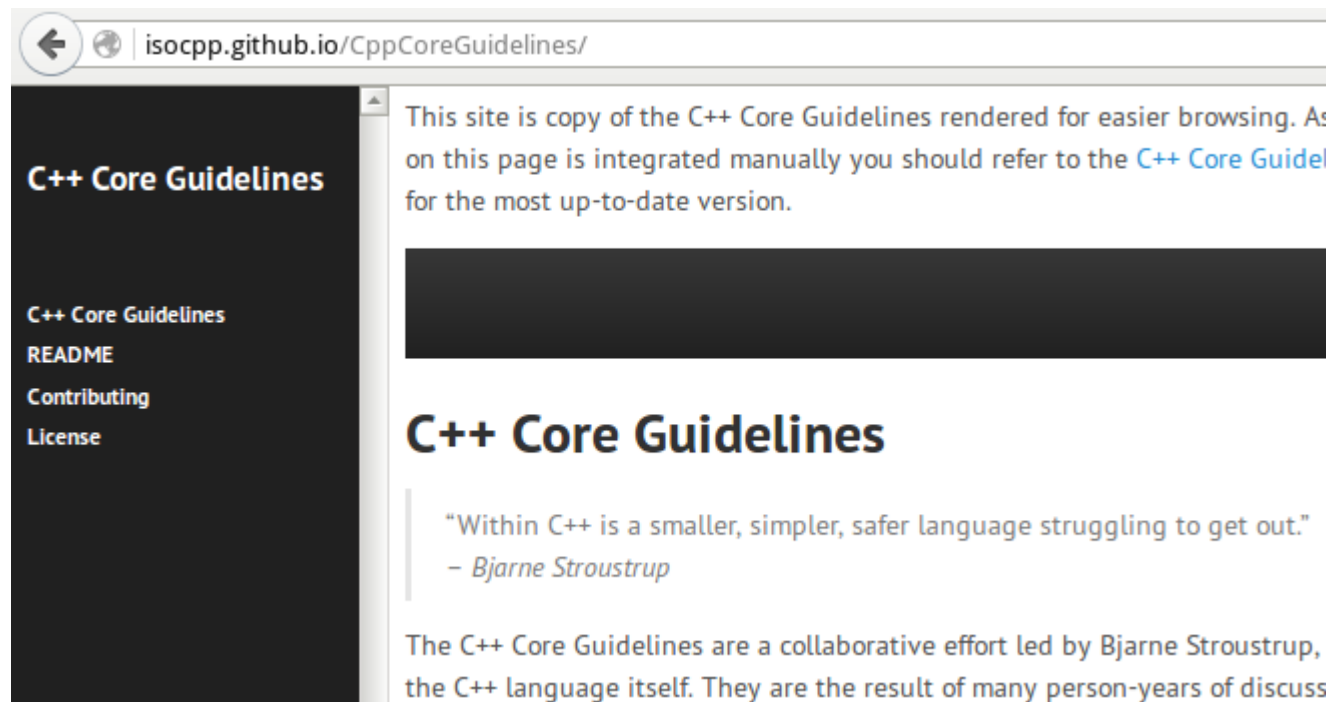 isocpp.github.io/CppCoreGuidelines/
C++ Core Guidelines
C++ Core Guidelines
README
Contributing
License
This site is copy of the C++ Core Guidelines rendered for easier browsing. As
on this page is integrated manually you should refer to the C++ Core Guidel
for the most up-to-date version.
C++ Core Guidelines
“Within C++ is a smaller, simpler, safer language struggling to get out.”
– Bjarne Stroustrup
The C++ Core Guidelines are a collaborative effort led by Bjarne Stroustrup,
the C++ language itself. They are the result of many person-years of discuss